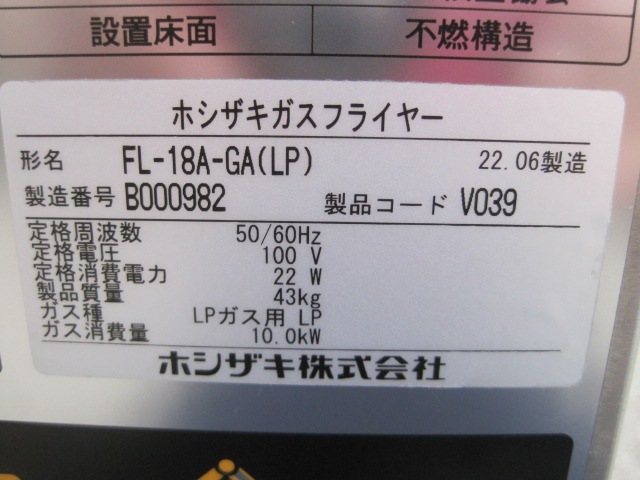 設置床面 不燃構造
ホシザキガスフライヤー
形名 FL-18A-GA(LP) 22.06製造
製造番号 B000982 製品コード V039
定格周波数 50/60Hz
定格電圧 100 V
定格消費電力 22 W
製品質量 43kg
ガス種 LPガス用 LP
ガス消費量 10.0kW
ホシザキ株式会社